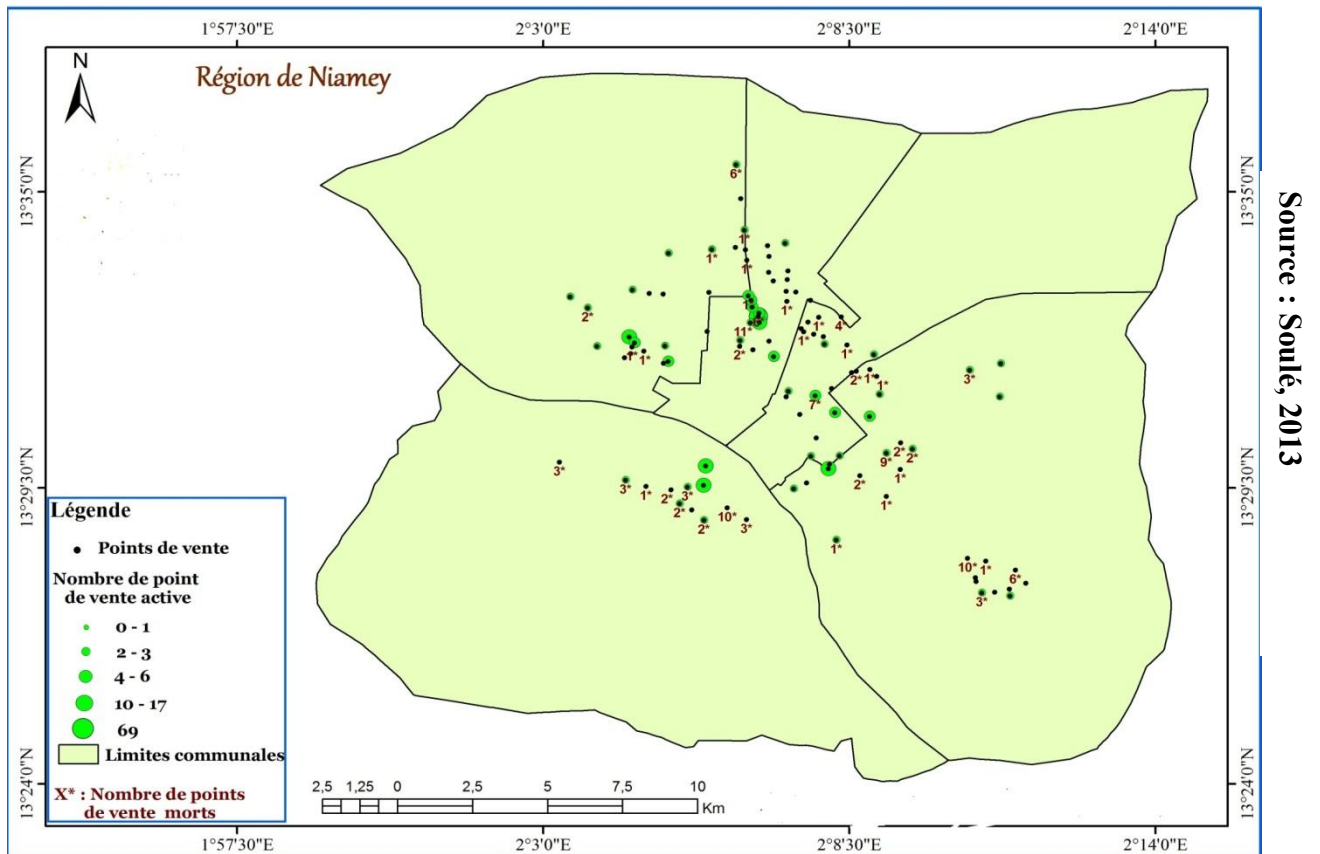 1°57'30"E 2°3'0"E 2°8'30"E 2°14'0"E
N
Région de Niamey
13°35'0"N 13°35'0"N
6*
1*
1*
1*
2*
1*
11*
4*
1*
1*
2*
1*
1*
1*
2*
1*
3*
1*
7*
2*
9*
2*
3*
3*
1*
2*
3*
2*
1*
13°29'30"N 13°29'30"N
2*
10*
3*
2*
1*
1*
10*
1*
6*
3*
Légende
Points de vente
Nombre de point
de vente active
0 - 1
2 - 3
4 - 6
10 - 17
69
Limites communales
X* : Nombre de points
de vente morts
2,5 1,25 0 2,5 5 7,5 10
Km
13°24'0"N 13°24'0"N
1°57'30"E 2°3'0"E 2°8'30"E 2°14'0"E
Source : Soulé, 2013